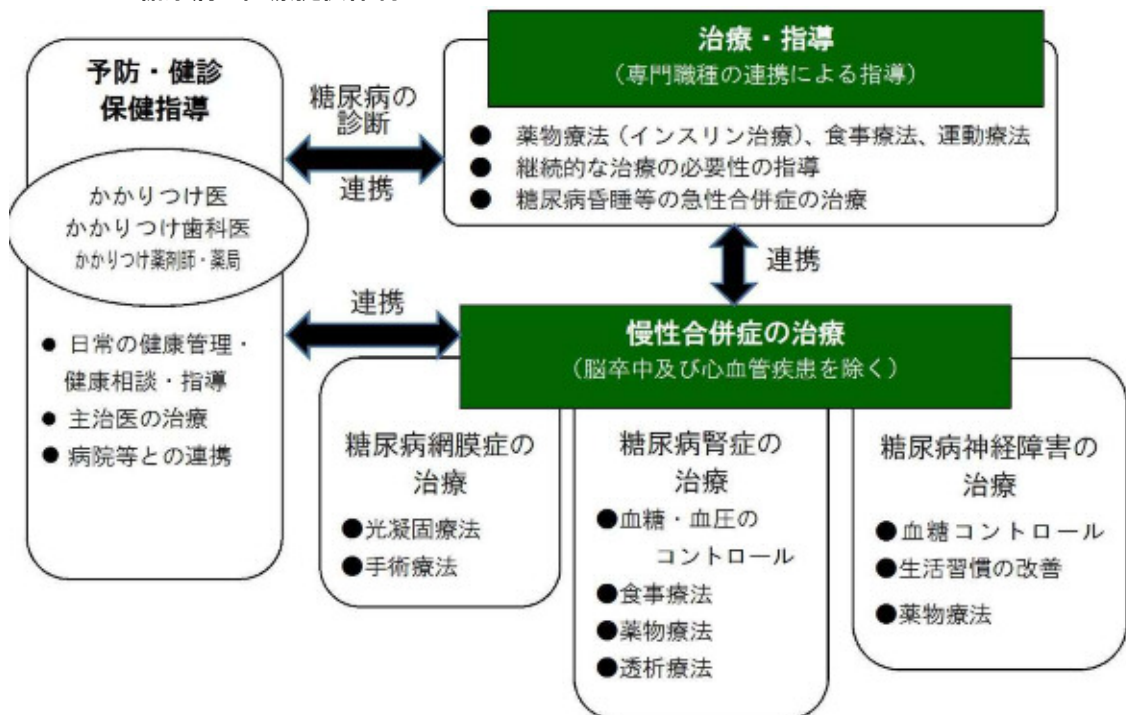 予防・健診
保健指導
かかりつけ医
かかりつけ歯科医
かかりつけ薬剤師・薬局
● 日常の健康管理・
健康相談・指導
● 主治医の治療
● 病院等との連携
糖尿病の
診断
連携
治療・指導
（専門職種の連携による指導）
● 薬物療法（インスリン治療）、食事療法、運動療法
● 継続的な治療の必要性の指導
● 糖尿病昏睡等の急性合併症の治療
連携
連携
慢性合併症の治療
（脳卒中及び心血管疾患を除く）
糖尿病網膜症の
治療
●光凝固療法
●手術療法
糖尿病腎症の
治療
●血糖・血圧の
コントロール
●食事療法
●薬物療法
●透析療法
糖尿病神経障害の
治療
●血糖コントロール
●生活習慣の改善
●薬物療法